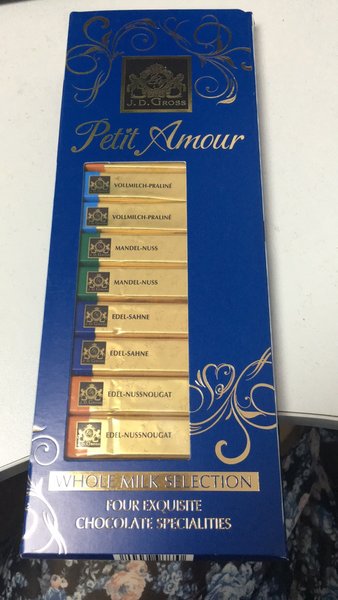 J. D. GROSS
Petit Amour
VOLLMILCH-PRALINÉ
VOLLMILCH-PRALINÉ
MANDEL-NUSS
MANDEL-NUSS
EDEL-SAHNE
EDEL-SAHNE
EDEL-NUSSNOUGAT
EDEL-NUSSNOUGAT
WHOLE MILK SELECTION
FOUR EXQUISITE
CHOCOLATE SPECIALITIES